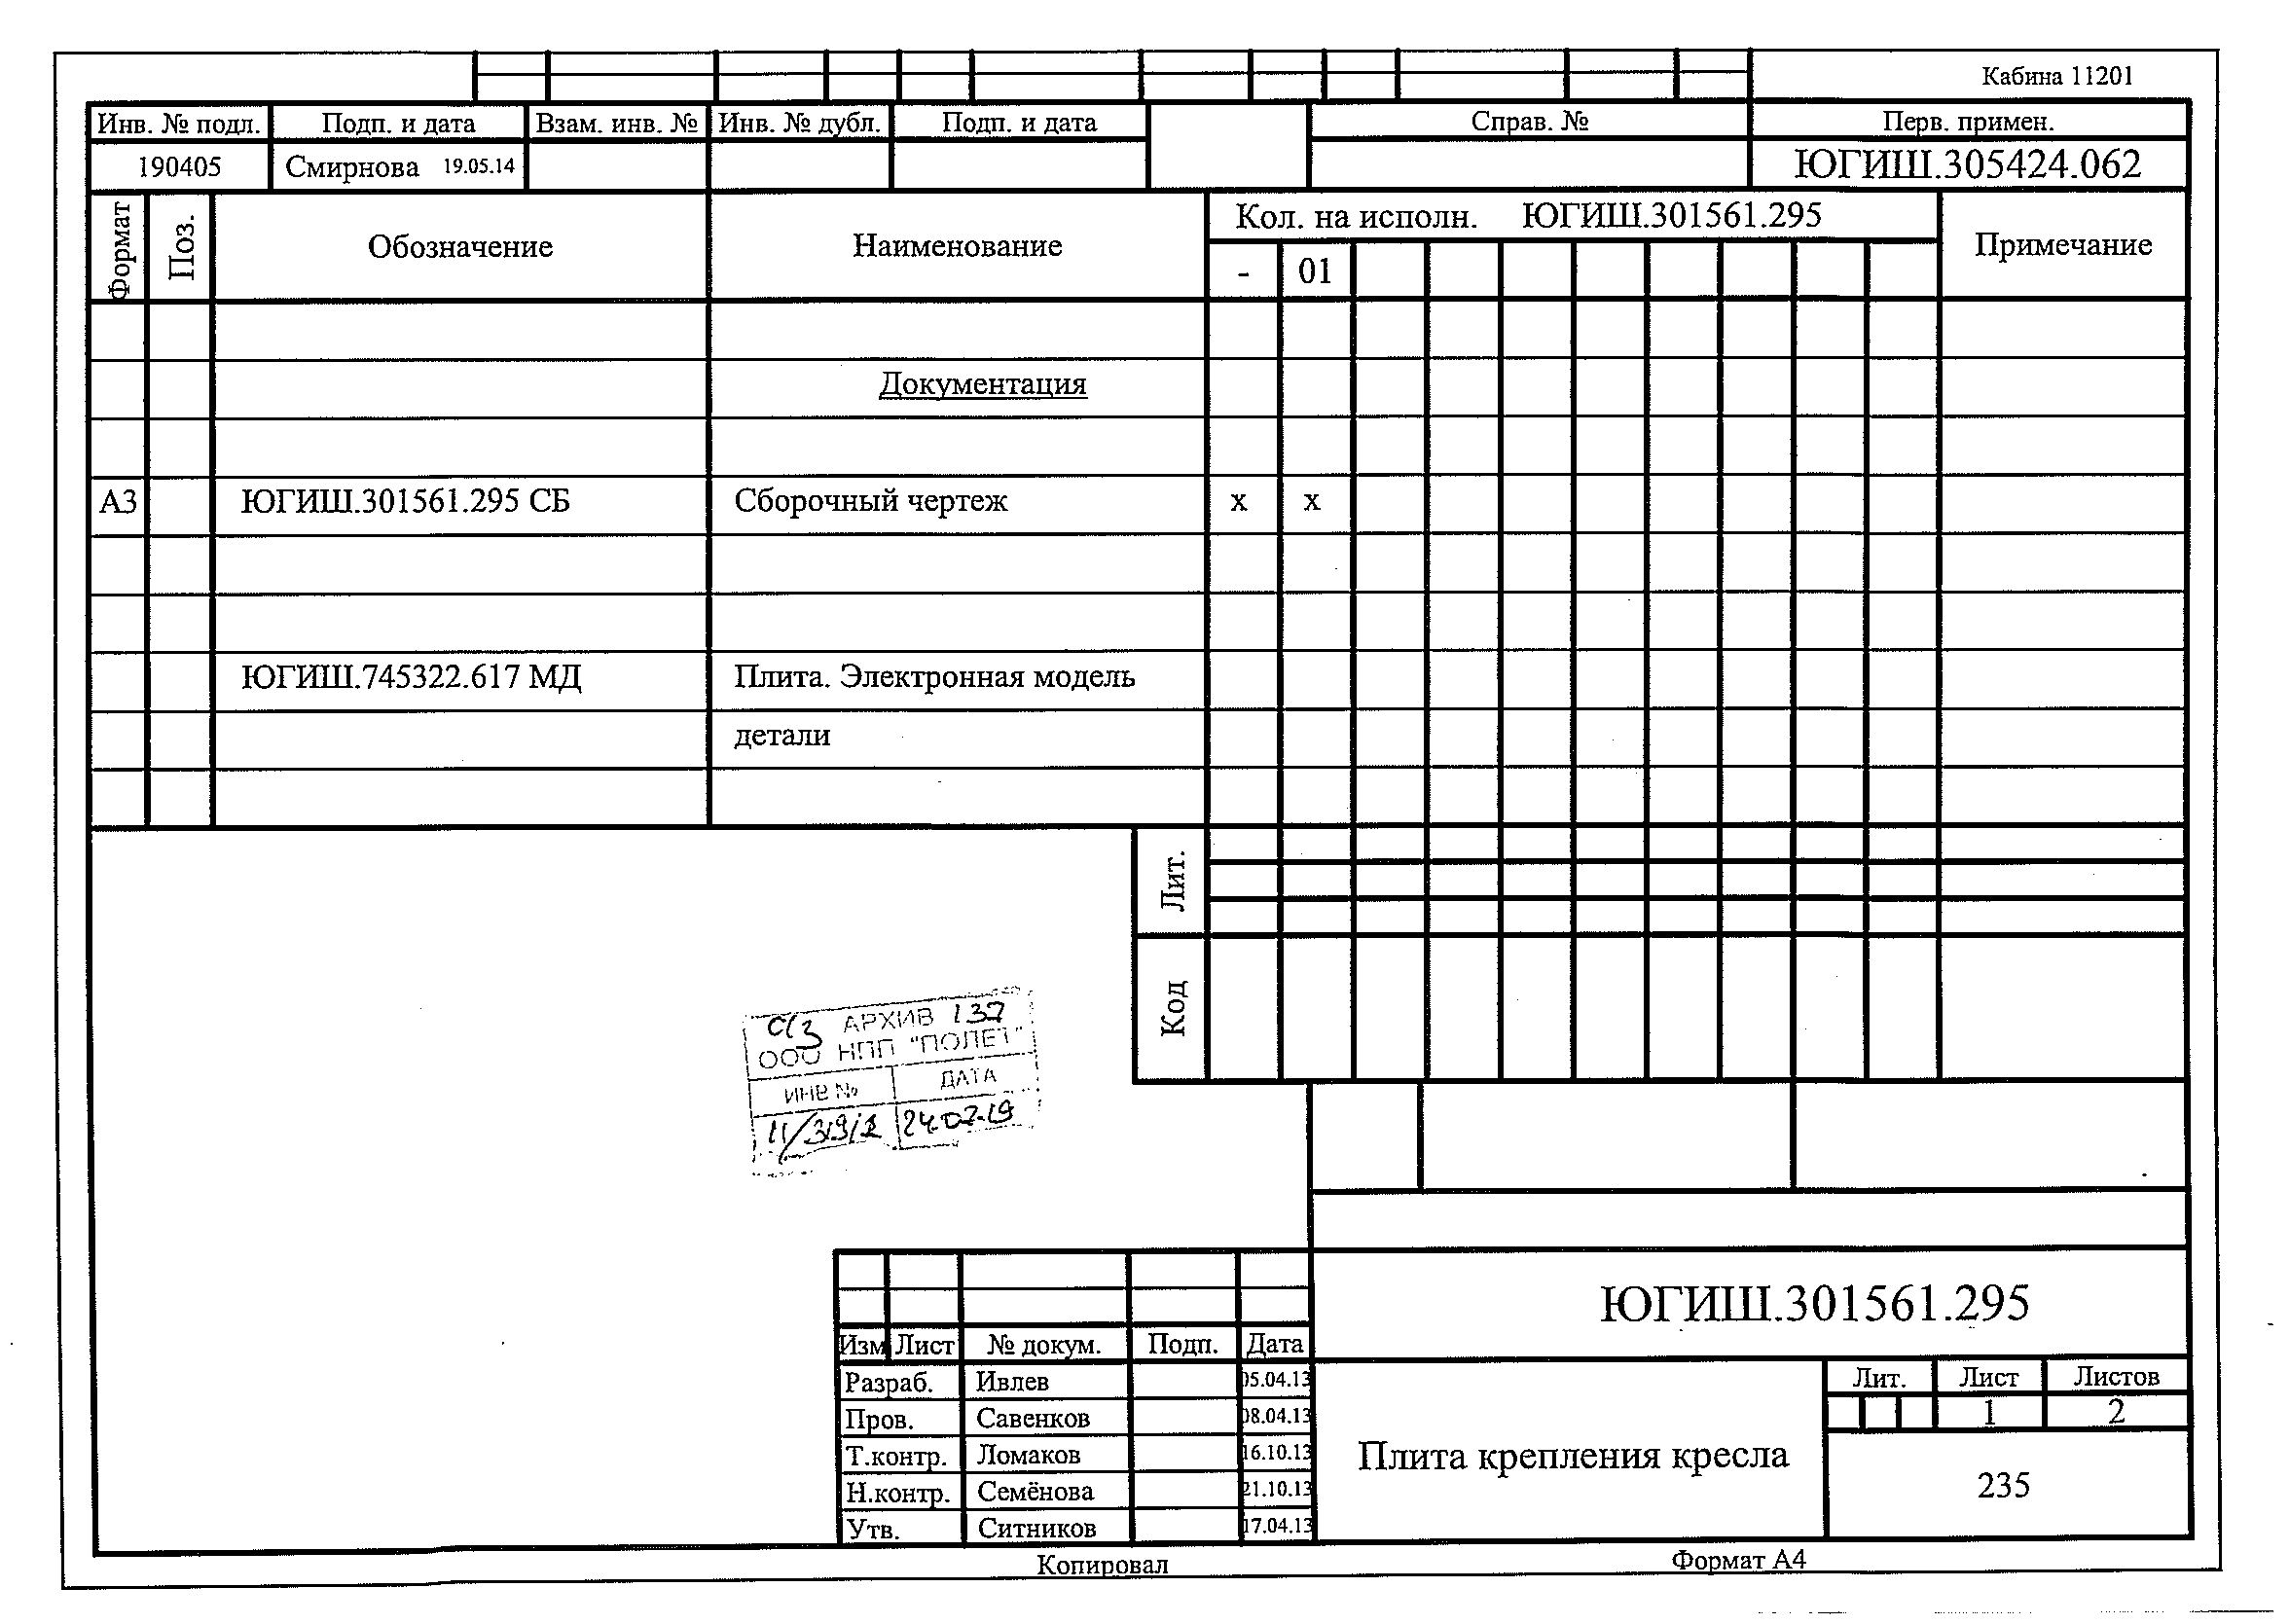 Кабина 11201
Инв. № подл. Подп. и дата Взам. инв. № Инв. № дубл. Подп. и дата Справ. № Перв. примен.
190405 Смирнова 19.05.14 ЮГИШ.305424.062
Формат Поз. Обозначение Наименование Кол. на исполн. ЮГИШ.301561.295 Примечание
- 01
Документация
А3 ЮГИШ.301561.295 СБ Сборочный чертеж х х
ЮГИШ.745322.617 МД Плита. Электронная модель
детали
Лит.
Код
АРХИВ 137
ООО НПП "ПОЛЕТ"
ИНВ № ДАТА
24.02.19
ЮГИШ.301561.295
Изм Лист № докум. Подп. Дата
Разраб. Ивлев 05.04.13
Пров. Савенков 08.04.13
Т.контр. Ломаков 16.10.13
Н.контр. Семёнова 21.10.13
Утв. Ситников 17.04.13
Плита крепления кресла
Лит. Лист Листов
1 2
235
Копировал Формат А4